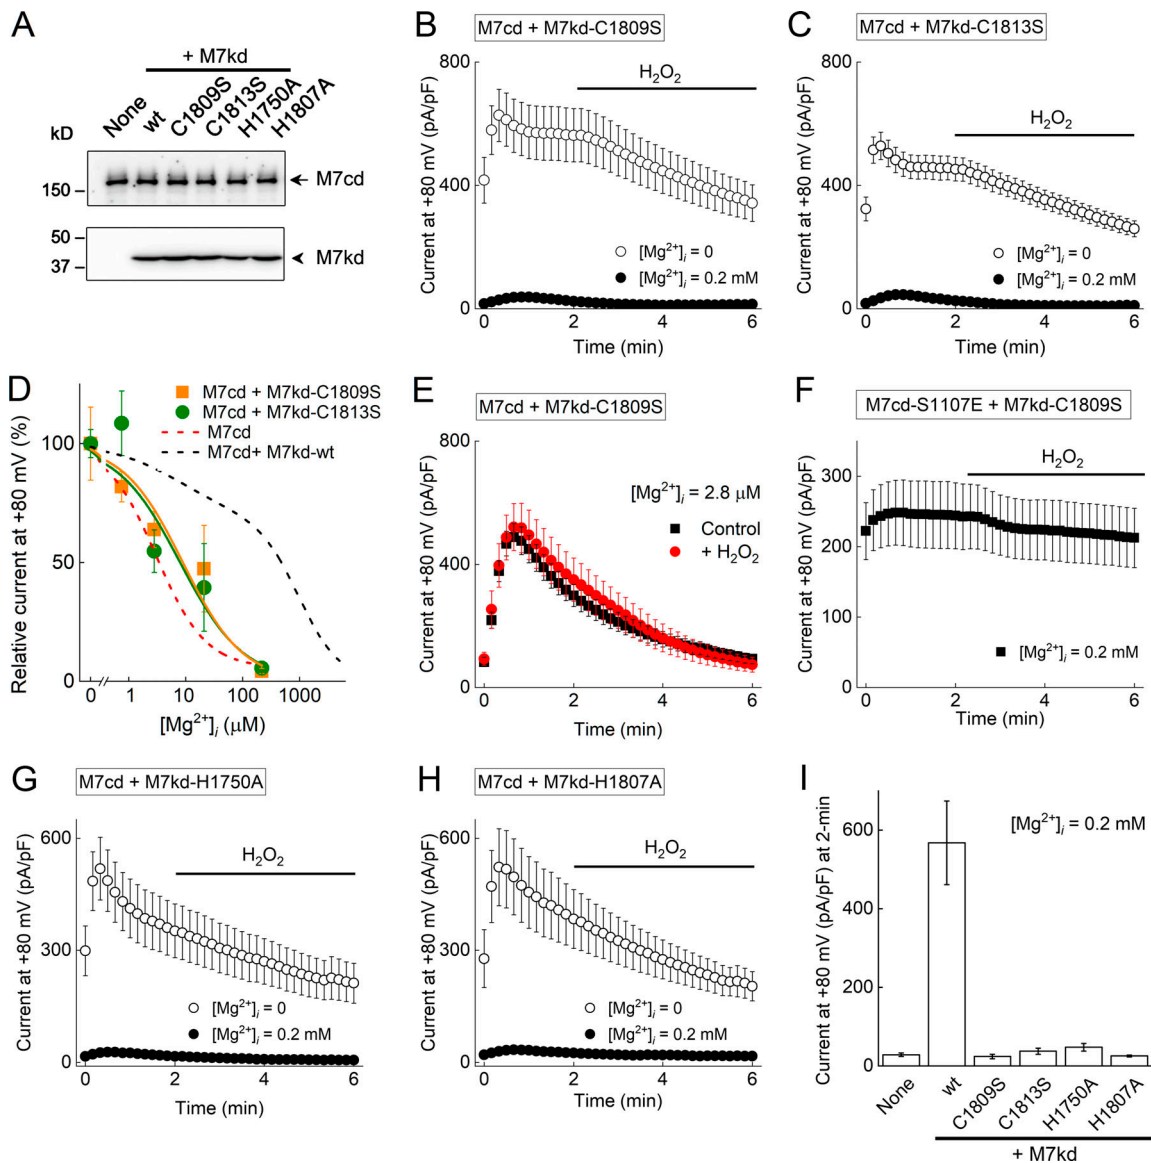 A
+ M7kd
None
wt
C1809S
C1813S
H1750A
H1807A
kD
150
M7cd
50
37
M7kd
B
M7cd + M7kd-C1809S
H₂O₂
Current at +80 mV (pA/pF)
800
400
0
[Mg²⁺]ᵢ = 0
[Mg²⁺]ᵢ = 0.2 mM
0 2 4 6
Time (min)
C
M7cd + M7kd-C1813S
H₂O₂
Current at +80 mV (pA/pF)
800
400
0
[Mg²⁺]ᵢ = 0
[Mg²⁺]ᵢ = 0.2 mM
0 2 4 6
Time (min)
D
M7cd + M7kd-C1809S
M7cd + M7kd-C1813S
M7cd
M7cd+ M7kd-wt
Relative current at +80 mV (%)
100
50
0
0 1 10 100 1000
[Mg²⁺]ᵢ (μM)
E
M7cd + M7kd-C1809S
Current at +80 mV (pA/pF)
800
400
0
[Mg²⁺]ᵢ = 2.8 μM
Control
+ H₂O₂
0 2 4 6
Time (min)
F
M7cd-S1107E + M7kd-C1809S
H₂O₂
Current at +80 mV (pA/pF)
300
200
100
0
[Mg²⁺]ᵢ = 0.2 mM
0 2 4 6
Time (min)
G
M7cd + M7kd-H1750A
H₂O₂
Current at +80 mV (pA/pF)
600
300
0
[Mg²⁺]ᵢ = 0
[Mg²⁺]ᵢ = 0.2 mM
0 2 4 6
Time (min)
H
M7cd + M7kd-H1807A
H₂O₂
Current at +80 mV (pA/pF)
600
300
0
[Mg²⁺]ᵢ = 0
[Mg²⁺]ᵢ = 0.2 mM
0 2 4 6
Time (min)
I
Current at +80 mV (pA/pF) at 2-min
[Mg²⁺]ᵢ = 0.2 mM
600
400
200
0
None
wt
C1809S
C1813S
H1750A
H1807A
+ M7kd